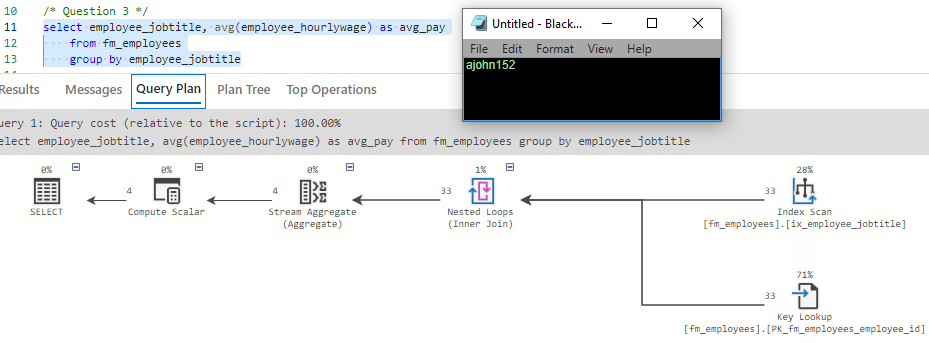 10 /* Question 3 */
11 select employee_jobtitle, avg(employee_hourlywage) as avg_pay
12 ····from fm_employees
13 ····group by employee_jobtitle
Untitled - Black...
File Edit Format View Help
ajohn152
Results Messages Query Plan Plan Tree Top Operations
uery 1: Query cost (relative to the script): 100.00%
elect employee_jobtitle, avg(employee_hourlywage) as avg_pay from fm_employees group by employee_jobtitle
0%
SELECT
4
0%
Compute Scalar
4
0%
Stream Aggregate
(Aggregate)
33
1%
Nested Loops
(Inner Join)
33
28%
Index Scan
[fm_employees].[ix_employee_jobtitle]
33
71%
Key Lookup
[fm_employees].[PK_fm_employees_employee_id]